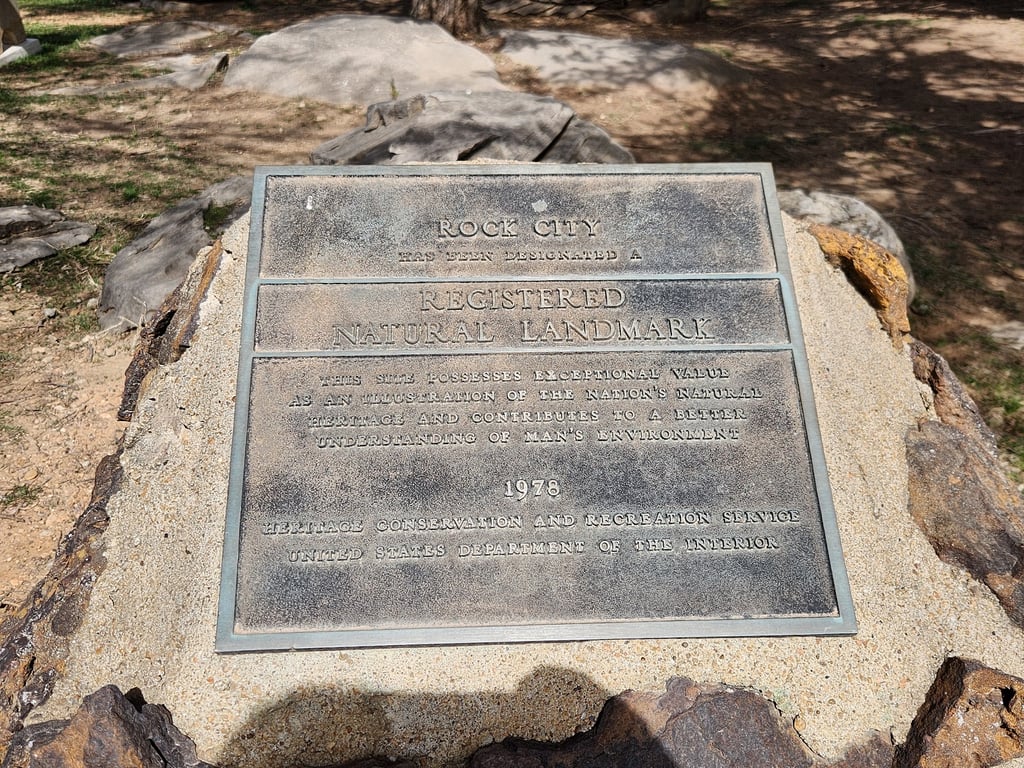 ROCK CITY
HAS BEEN DESIGNATED A
REGISTERED
NATURAL LANDMARK
THIS SITE POSSESSES EXCEPTIONAL VALUE
AS AN ILLUSTRATION OF THE NATION'S NATURAL
HERITAGE AND CONTRIBUTES TO A BETTER
UNDERSTANDING OF MAN'S ENVIRONMENT
1978
HERITAGE CONSERVATION AND RECREATION SERVICE
UNITED STATES DEPARTMENT OF THE INTERIOR